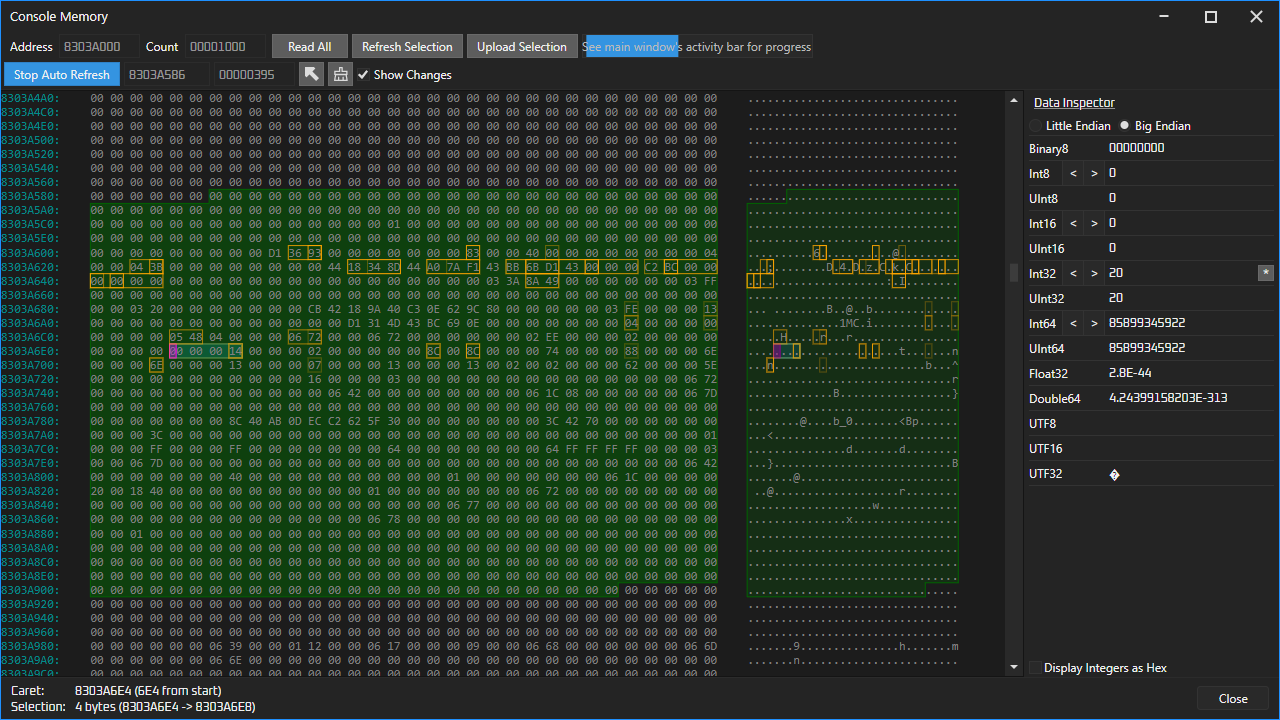 Console Memory
Address 8303A000 Count 00001000 Read All Refresh Selection Upload Selection See main window's activity bar for progress
Stop Auto Refresh 8303A586 00000395 Show Changes
8303A4A0: 00 00 00 00 00 00 00 00 00 00 00 00 00 00 00 00 00 00 00 00 00 00 00 00 00 00 00 00 00 00 00 00
8303A4C0: 00 00 00 00 00 00 00 00 00 00 00 00 00 00 00 00 00 00 00 00 00 00 00 00 00 00 00 00 00 00 00 00
8303A4E0: 00 00 00 00 00 00 00 00 00 00 00 00 00 00 00 00 00 00 00 00 00 00 00 00 00 00 00 00 00 00 00 00
8303A500: 00 00 00 00 00 00 00 00 00 00 00 00 00 00 00 00 00 00 00 00 00 00 00 00 00 00 00 00 00 00 00 00
8303A520: 00 00 00 00 00 00 00 00 00 00 00 00 00 00 00 00 00 00 00 00 00 00 00 00 00 00 00 00 00 00 00 00
8303A540: 00 00 00 00 00 00 00 00 00 00 00 00 00 00 00 00 00 00 00 00 00 00 00 00 00 00 00 00 00 00 00 00
8303A560: 00 00 00 00 00 00 00 00 00 00 00 00 00 00 00 00 00 00 00 00 00 00 00 00 00 00 00 00 00 00 00 00
8303A580: 00 00 00 00 00 00 00 00 00 00 00 00 00 00 00 00 00 00 00 00 00 00 00 00 00 00 00 00 00 00 00 00
8303A5A0: 00 00 00 00 00 00 00 00 00 00 00 00 00 00 00 00 00 00 00 00 00 00 00 00 00 00 00 00 00 00 00 00
8303A5C0: 00 00 00 00 00 00 00 00 00 00 00 00 00 00 00 01 00 00 00 00 00 00 00 00 00 00 00 00 00 00 00 00
8303A5E0: 00 00 00 00 00 00 00 00 00 00 00 00 00 00 00 00 00 00 00 00 00 00 00 00 00 00 00 00 00 00 00 00
8303A600: 00 00 00 00 00 00 00 00 00 D1 36 93 00 00 00 00 00 00 00 83 00 00 40 00 00 00 00 00 00 00 00 04
8303A620: 00 00 04 3B 00 00 00 00 00 00 00 00 44 18 34 8D 44 A0 7A F1 43 BB 6B D1 43 00 00 00 C2 BC 00 00
8303A640: 00 00 00 00 00 00 00 00 00 00 00 00 00 00 00 00 00 00 00 00 03 3A 8A 49 00 00 00 00 00 00 03 FF
8303A660: 00 00 00 00 00 00 00 00 00 00 00 00 00 00 00 00 00 00 00 00 00 00 00 00 00 00 00 00 00 00 00 00
8303A680: 00 00 03 20 00 00 00 00 00 00 00 CB 42 18 9A 40 C3 0E 62 9C 80 00 00 00 00 00 00 FE 00 00 00 13
8303A6A0: 00 00 00 00 00 00 00 00 00 00 00 00 D1 31 4D 43 BC 69 0E 00 00 00 00 00 00 00 00 04 00 00 00 00
8303A6C0: 00 00 00 00 05 48 04 00 00 00 06 72 00 00 06 72 00 00 00 00 00 00 02 EE 00 00 00 02 00 00 00 00
8303A6E0: 00 00 00 00 00 00 00 14 00 00 00 02 00 00 00 00 00 8C 00 8C 00 00 00 74 00 00 00 88 00 00 00 6E
8303A700: 00 00 00 6E 00 00 00 13 00 00 00 07 00 00 00 13 00 00 00 13 00 02 00 02 00 00 00 62 00 00 00 5E
8303A720: 00 00 00 00 00 00 00 00 00 00 00 16 00 00 00 03 00 00 00 00 00 00 00 00 00 00 00 00 00 00 06 72
8303A740: 00 00 00 00 00 00 00 00 00 00 00 00 06 42 00 00 00 00 00 00 00 00 06 1C 08 00 00 00 00 00 06 7D
8303A760: 00 00 00 00 00 00 00 00 00 00 00 00 00 00 00 00 00 00 00 00 00 00 00 00 00 00 00 00 00 00 00 00
8303A780: 00 00 00 00 00 00 00 8C 40 AB 0D EC C2 62 5F 30 00 00 00 00 00 00 00 3C 42 70 00 00 00 00 00 00
8303A7A0: 00 00 00 3C 00 00 00 00 00 00 00 00 00 00 00 00 00 00 00 00 00 00 00 00 00 00 00 00 00 00 00 01
8303A7C0: 00 00 00 FF 00 00 00 FF 00 00 00 00 00 00 00 64 00 00 00 00 00 00 00 64 FF FF FF FF 00 00 00 03
8303A7E0: 00 00 06 7D 00 00 00 00 00 00 00 00 00 00 00 00 00 00 00 00 00 00 00 00 00 00 00 00 00 00 06 42
8303A800: 00 00 00 00 00 00 00 40 00 00 00 00 00 00 00 00 00 00 01 00 00 00 00 00 00 00 06 1C 00 00 00 00
8303A820: 20 00 18 40 00 00 00 00 00 00 00 00 00 00 01 00 00 00 00 00 00 00 06 72 00 00 00 00 00 00 00 00
8303A840: 00 00 00 00 00 00 00 00 00 00 00 00 00 00 00 00 00 00 06 77 00 00 00 00 00 00 00 00 00 00 00 00
8303A860: 00 00 00 00 00 00 00 00 00 00 00 00 00 00 06 78 00 00 00 00 00 00 00 00 00 00 00 00 00 00 00 00
8303A880: 00 00 01 00 00 00 00 00 00 00 00 00 00 00 00 00 00 00 00 00 00 00 00 00 00 00 00 00 00 00 00 00
8303A8A0: 00 00 00 00 00 00 00 00 00 00 00 00 00 00 00 00 00 00 00 00 00 00 00 00 00 00 00 00 00 00 00 00
8303A8C0: 00 00 00 00 00 00 00 00 00 00 00 00 00 00 00 00 00 00 00 00 00 00 00 00 00 00 00 00 00 00 00 00
8303A8E0: 00 00 00 00 00 00 00 00 00 00 00 00 00 00 00 00 00 00 00 00 00 00 00 00 00 00 00 00 00 00 00 00
8303A900: 00 00 00 00 00 00 00 00 00 00 00 00 00 00 00 00 00 00 00 00 00 00 00 00 00 00 00 00 00 00 00 00
8303A920: 00 00 00 00 00 00 00 00 00 00 00 00 00 00 00 00 00 00 00 00 00 00 00 00 00 00 00 00 00 00 00 00
8303A940: 00 00 00 00 00 00 00 00 00 00 00 00 00 00 00 00 00 00 00 00 00 00 00 00 00 00 00 00 00 00 00 00
8303A960: 00 00 00 00 00 00 00 00 00 00 00 00 00 00 00 00 00 00 00 00 00 00 00 00 00 00 00 00 00 00 00 00
8303A980: 00 00 00 00 00 00 06 39 00 00 01 12 00 00 06 17 00 00 00 09 00 00 06 68 00 00 00 00 00 00 06 6D
8303A9A0: 00 00 00 00 00 00 06 6E 00 00 00 00 00 00 00 00 00 00 00 00 00 00 00 00 00 00 00 00 00 00 00 00
8303A9C0:
Data Inspector
Little Endian Big Endian
Binary8 00000000
Int8 < > 0
UInt8 0
Int16 < > 0
UInt16 0
Int32 < > 20 *
UInt32 20
Int64 < > 85899345922
UInt64 85899345922
Float32 2.8E-44
Double64 4.24399158203E-313
UTF8
UTF16
UTF32 �
Display Integers as Hex
Caret: 8303A6E4 (6E4 from start)
Selection: 4 bytes (8303A6E4 -> 8303A6E8)
Close